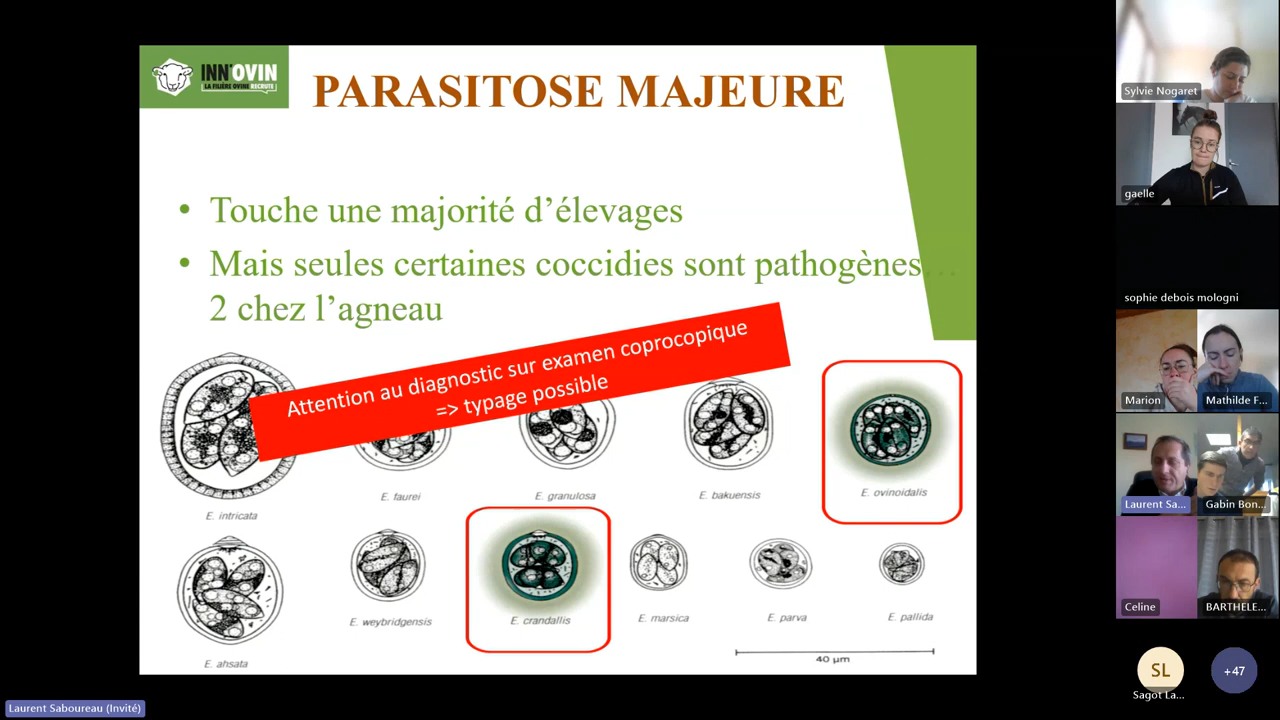 INN'OVIN
LA FILIÈRE OVINE RECRUTE !
PARASITOSE MAJEURE
• Touche une majorité d'élevages
• Mais seules certaines coccidies sont pathogènes…
2 chez l'agneau
Attention au diagnostic sur examen coprocopique
=> typage possible
E. intricata
E. faurei
E. granulosa
E. bakuensis
E. ovinoidalis
E. ahsata
E. weybridgensis
E. crandallis
E. marsica
E. parva
E. pallida
40 µm
Sylvie Nogaret
gaelle
sophie debois mologni
Marion
Mathilde F...
Laurent Sa...
Gabin Bon...
Celine
BARTHELE...
SL
Sagot La...
+47
Laurent Saboureau (Invité)